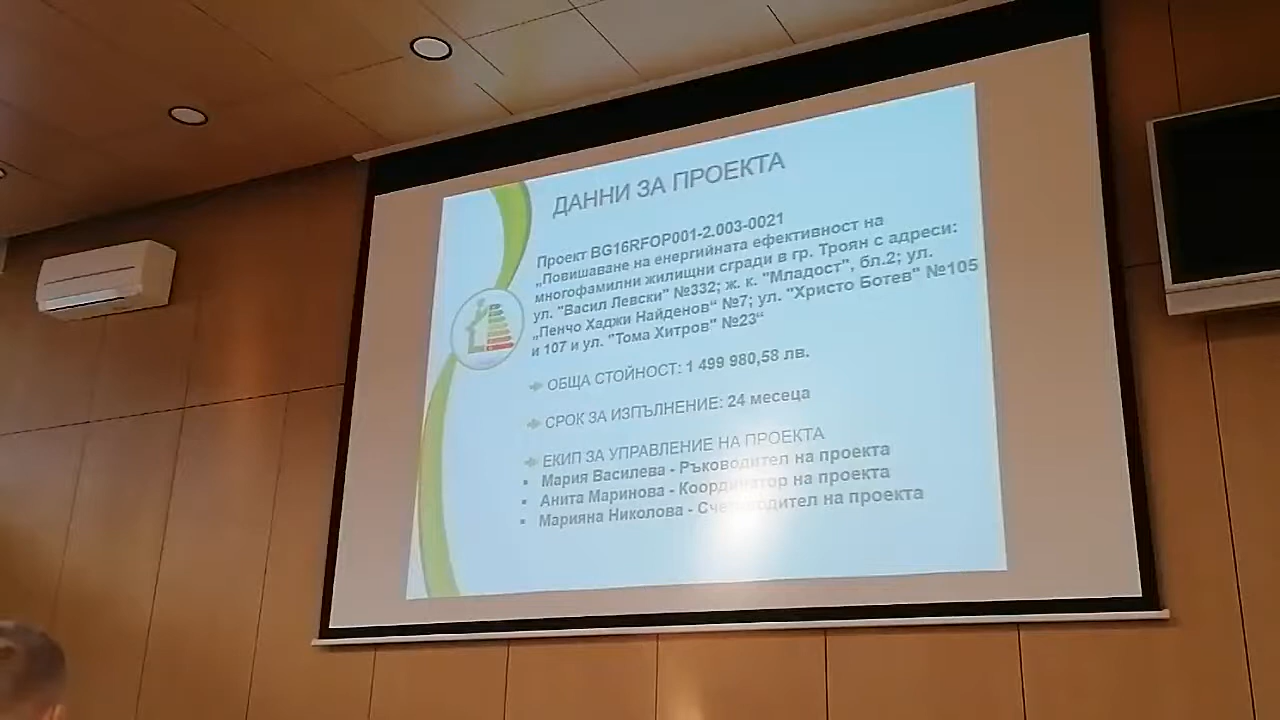 ДАННИ ЗА ПРОЕКТА
Проект BG16RFOP001-2.003-0021
„Повишаване на енергийната ефективност на
многофамилни жилищни сгради в гр. Троян с адреси:
ул. "Васил Левски" №332; ж. к. "Младост", бл.2; ул.
„Пенчо Хаджи Найденов“ №7; ул. "Христо Ботев" №105
и 107 и ул. "Тома Хитров" №23“
ОБЩА СТОЙНОСТ: 1 499 980,58 лв.
СРОК ЗА ИЗПЪЛНЕНИЕ: 24 месеца
ЕКИП ЗА УПРАВЛЕНИЕ НА ПРОЕКТА
▪ Мария Василева - Ръководител на проекта
▪ Анита Маринова - Координатор на проекта
▪ Марияна Николова - Счетоводител на проекта